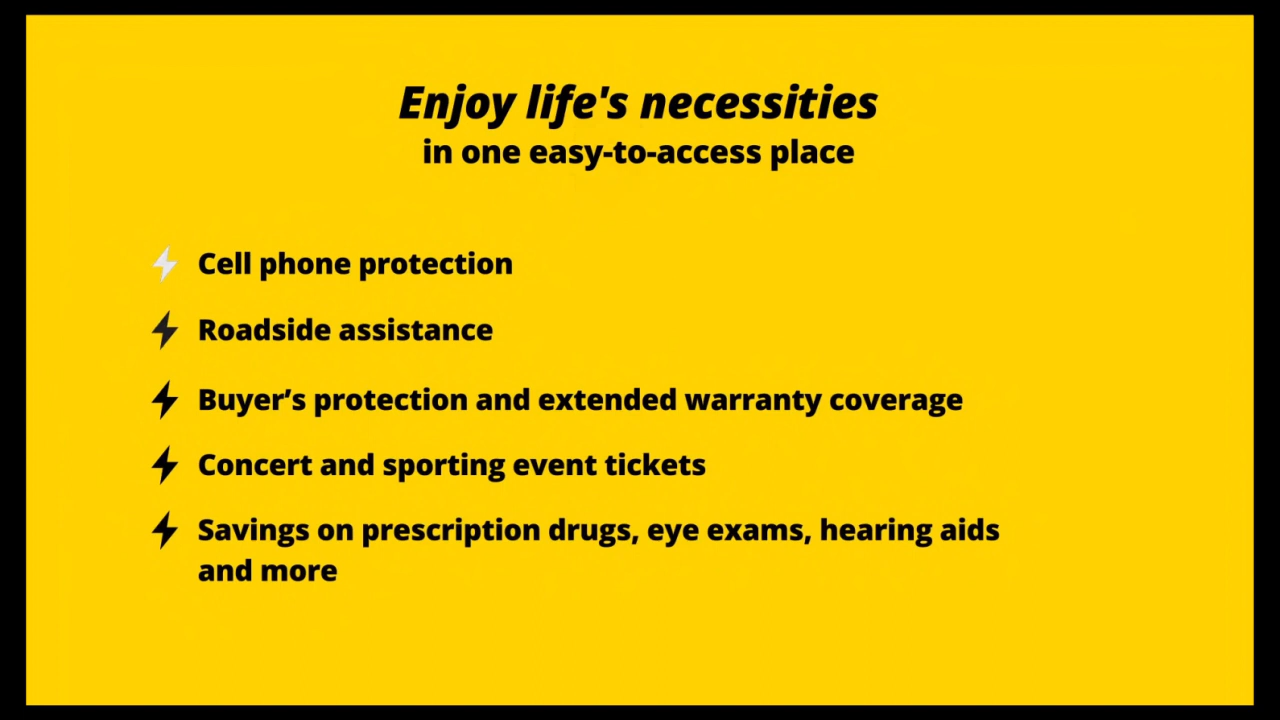 Enjoy life's necessities
in one easy-to-access place
Cell phone protection
Roadside assistance
Buyer’s protection and extended warranty coverage
Concert and sporting event tickets
Savings on prescription drugs, eye exams, hearing aids
and more